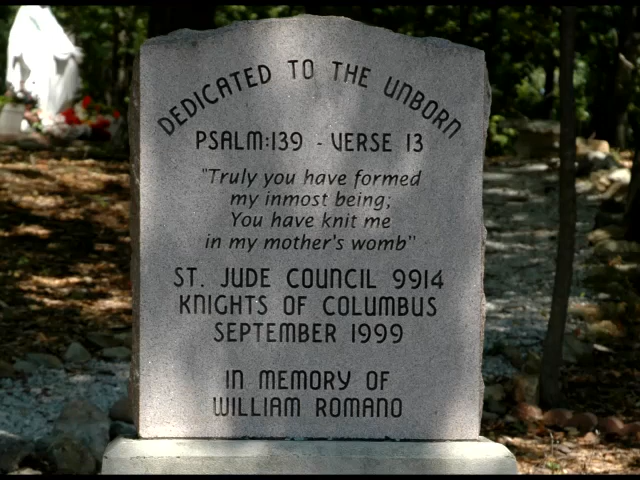 DEDICATED TO THE UNBORN
PSALM:139 - VERSE 13
"Truly you have formed
my inmost being;
You have knit me
in my mother's womb"
ST. JUDE COUNCIL 9914
KNIGHTS OF COLUMBUS
SEPTEMBER 1999
IN MEMORY OF
WILLIAM ROMANO